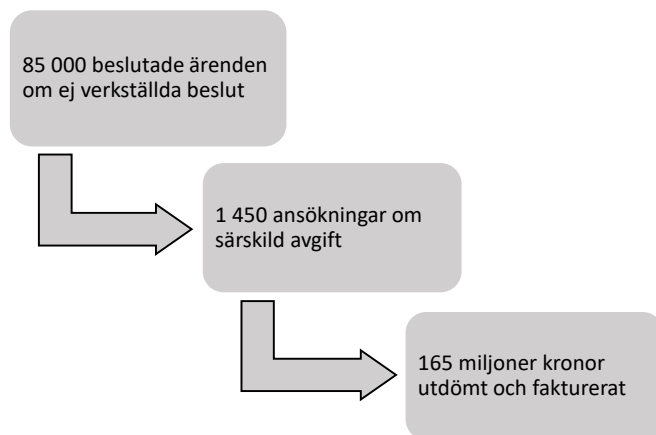 85 000 beslutade ärenden
om ej verkställda beslut
1 450 ansökningar om
särskild avgift
165 miljoner kronor
utdömt och fakturerat